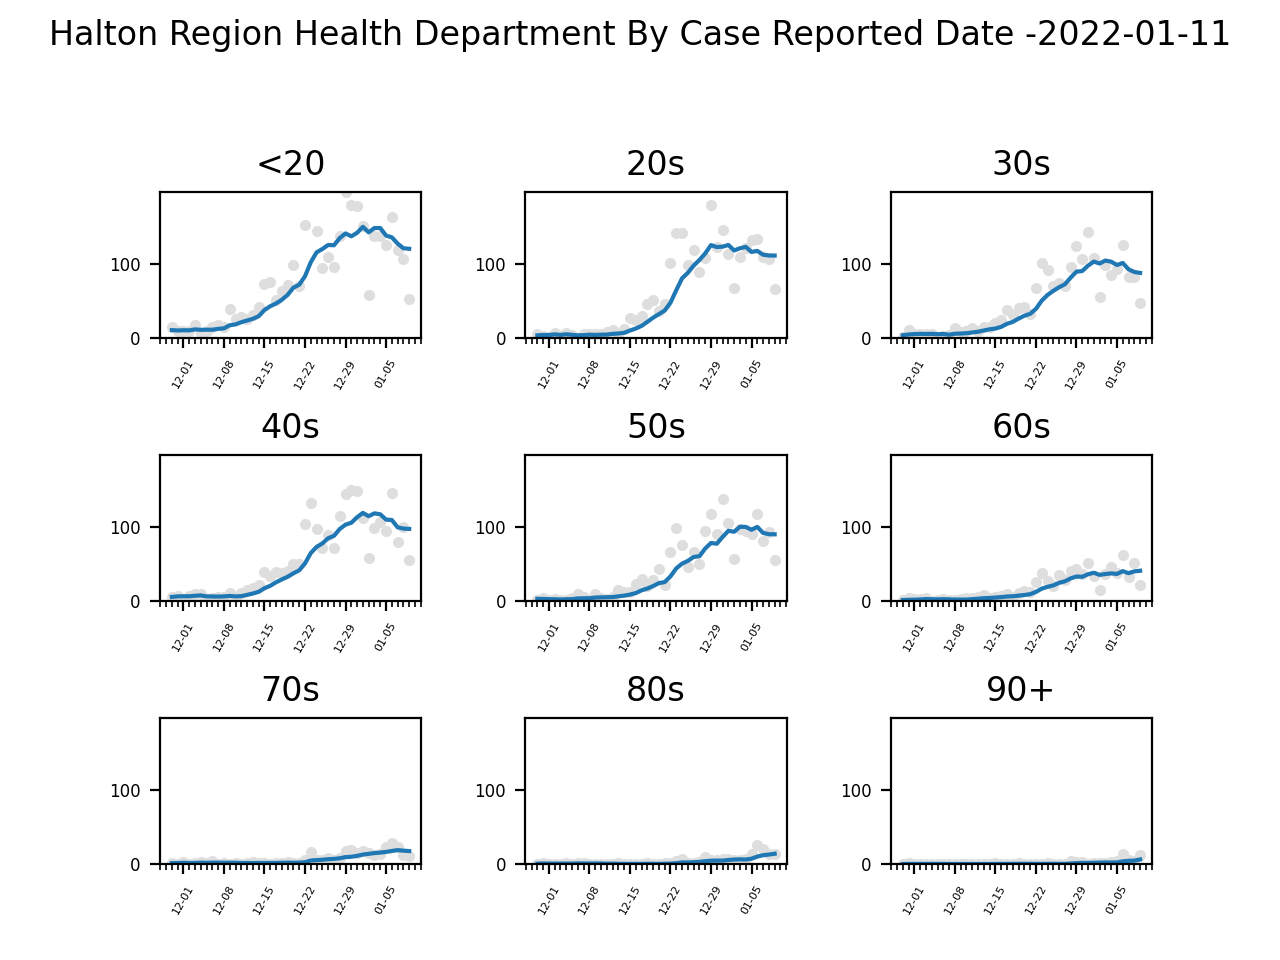 Halton Region Health Department By Case Reported Date -2022-01-11
<20 20s 30s
100 100 100
0 0 0
12-01 12-08 12-15 12-22 12-29 01-05 12-01 12-08 12-15 12-22 12-29 01-05 12-01 12-08 12-15 12-22 12-29 01-05
40s 50s 60s
100 100 100
0 0 0
12-01 12-08 12-15 12-22 12-29 01-05 12-01 12-08 12-15 12-22 12-29 01-05 12-01 12-08 12-15 12-22 12-29 01-05
70s 80s 90+
100 100 100
0 0 0
12-01 12-08 12-15 12-22 12-29 01-05 12-01 12-08 12-15 12-22 12-29 01-05 12-01 12-08 12-15 12-22 12-29 01-05